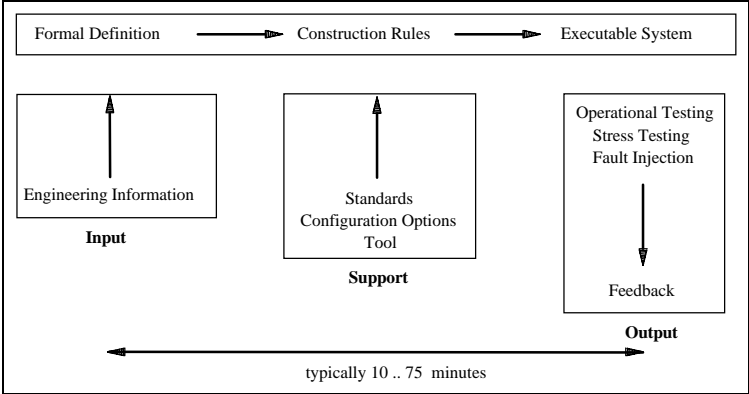 Formal Definition Construction Rules Executable System
Engineering Information
Input
Standards
Configuration Options
Tool
Support
Operational Testing
Stress Testing
Fault Injection
Feedback
Output
typically 10 .. 75 minutes